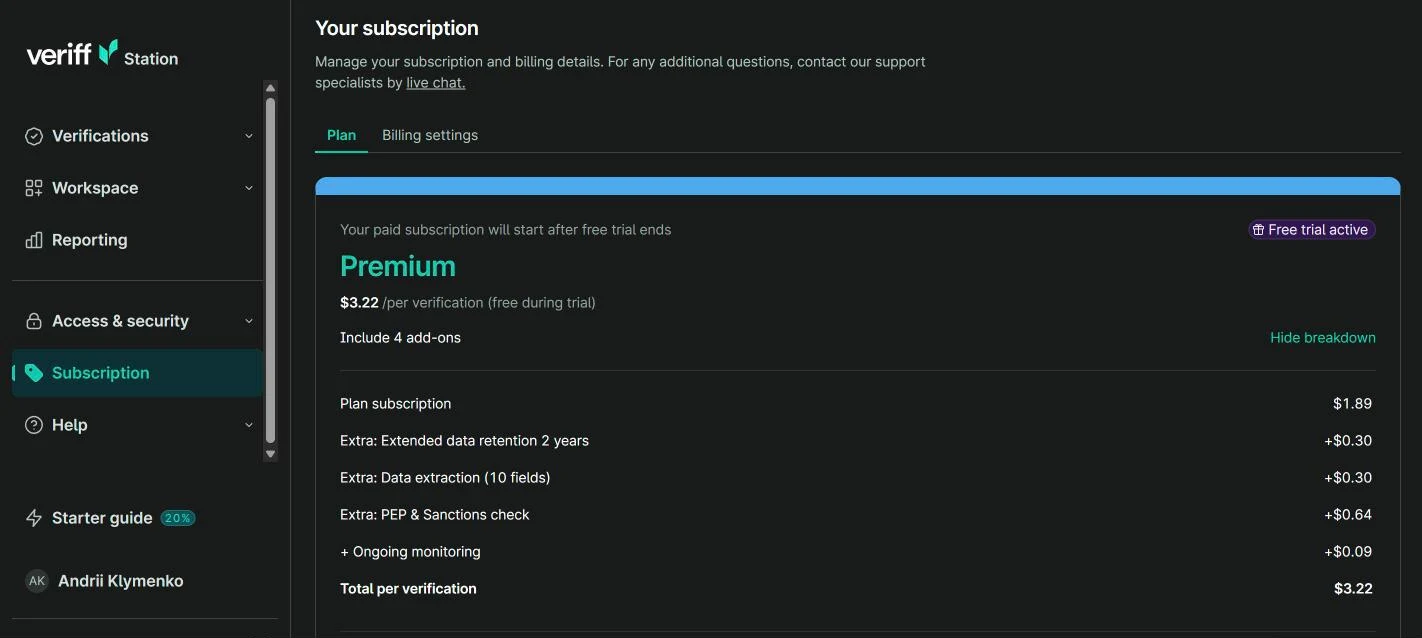 veriff Station
Verifications
Workspace
Reporting
Access & security
Subscription
Help
Starter guide 20%
AK Andrii Klymenko
Your subscription
Manage your subscription and billing details. For any additional questions, contact our support
specialists by live chat.
Plan Billing settings
Your paid subscription will start after free trial ends Free trial active
Premium
$3.22 /per verification (free during trial)
Include 4 add-ons Hide breakdown
Plan subscription $1.89
Extra: Extended data retention 2 years +$0.30
Extra: Data extraction (10 fields) +$0.30
Extra: PEP & Sanctions check +$0.64
+ Ongoing monitoring +$0.09
Total per verification $3.22